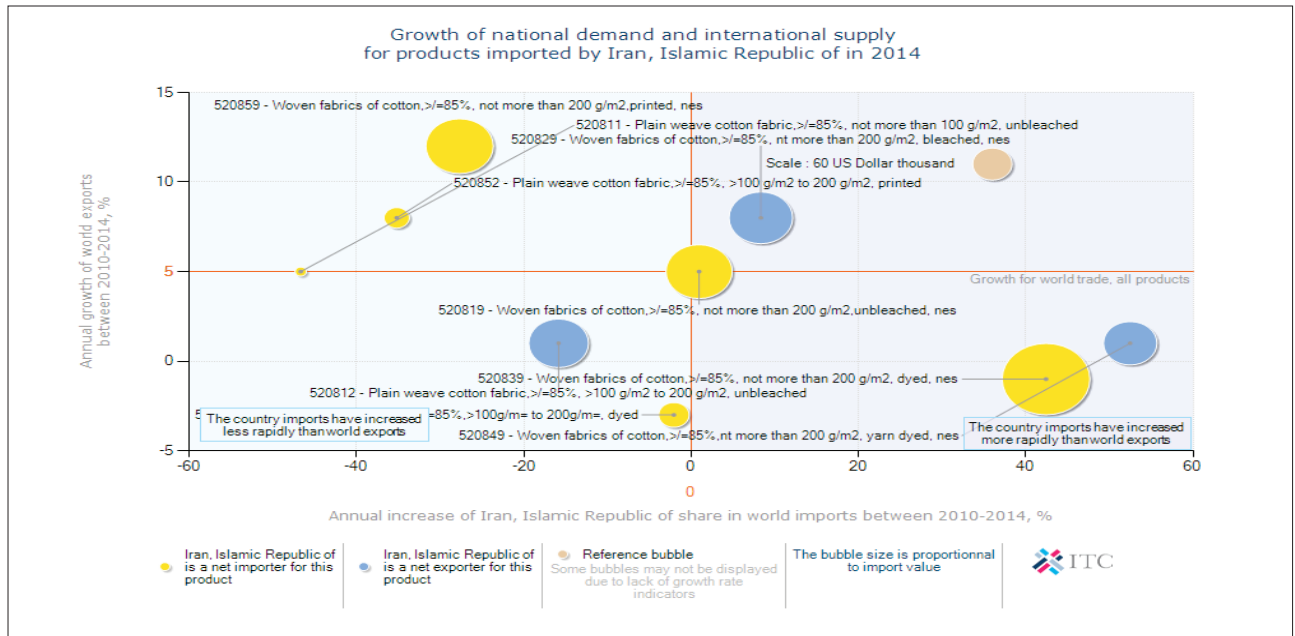 Growth of national demand and international supply
for products imported by Iran, Islamic Republic of in 2014
15
520859 - Woven fabrics of cotton,>/=85%, not more than 200 g/m2,printed, nes
520811 - Plain weave cotton fabric,>/=85%, not more than 100 g/m2, unbleached
520829 - Woven fabrics of cotton,>/=85%, nt more than 200 g/m2, bleached, nes
Scale : 60 US Dollar thousand
10
520852 - Plain weave cotton fabric,>/=85%, >100 g/m2 to 200 g/m2, printed
Annual growth of world exports
between 2010-2014, %
5
Growth for world trade, all products
520819 - Woven fabrics of cotton,>/=85%, not more than 200 g/m2,unbleached, nes
0
520839 - Woven fabrics of cotton,>/=85%, not more than 200 g/m2, dyed, nes
520812 - Plain weave cotton fabric,>/=85%, >100 g/m2 to 200 g/m2, unbleached
=85%,>100g/m= to 200g/m=, dyed
The country imports have increased
less rapidly than world exports
520849 - Woven fabrics of cotton,>/=85%,nt more than 200 g/m2, yarn dyed, nes
The country imports have increased
more rapidly than world exports
-5
-60
-40
-20
0
20
40
60
0
Annual increase of Iran, Islamic Republic of share in world imports between 2010-2014, %
Iran, Islamic Republic of
is a net importer for this
product
Iran, Islamic Republic of
is a net exporter for this
product
Reference bubble
Some bubbles may not be displayed
due to lack of growth rate
indicators
The bubble size is proportionnal
to import value
ITC